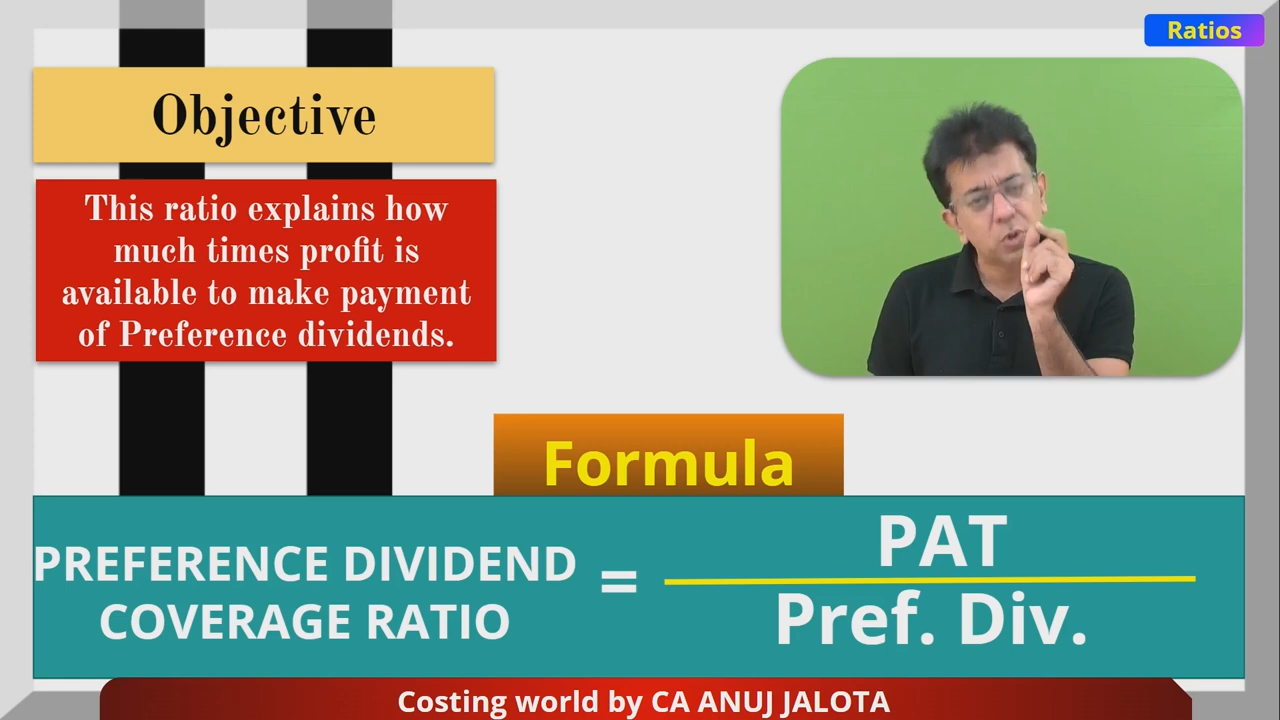 Ratios
Objective
This ratio explains how
much times profit is
available to make payment
of Preference dividends.
Formula
PREFERENCE DIVIDEND
COVERAGE RATIO
=
PAT
Pref. Div.
Costing world by CA ANUJ JALOTA